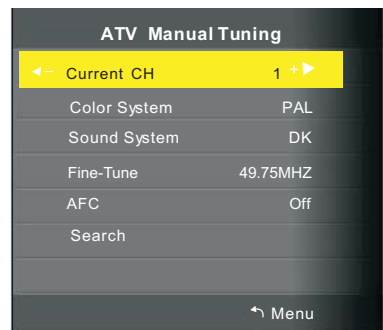 ATV Manual Tuning
Current CH 1 +
Color System PAL
Sound System DK
Fine-Tune 49.75MHZ
AFC Off
Search
Menu